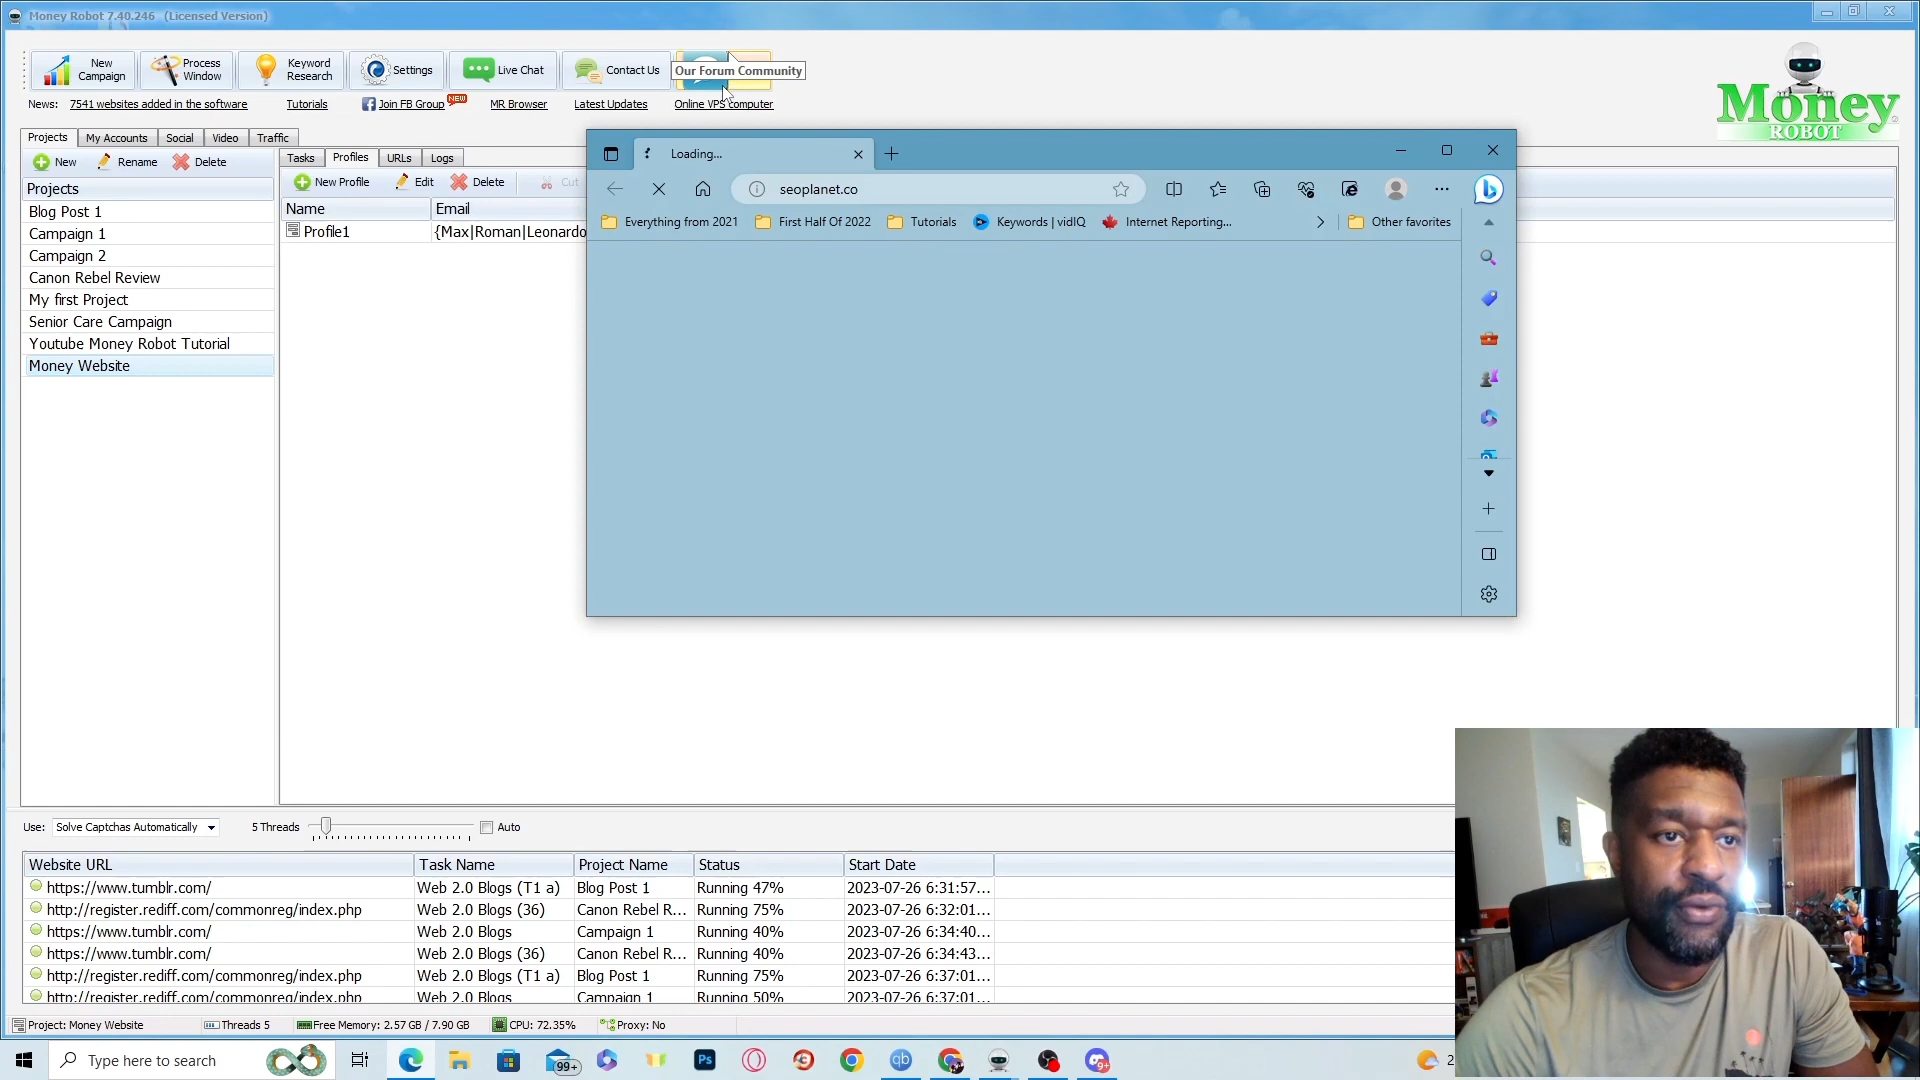 Money Robot 7.40.246 (Licensed Version)
New Campaign
Process Window
Keyword Research
Settings
Live Chat
Contact Us
Our Forum Community
News:
7541 websites added in the website
Tutorials
Join FB Group
NEW
MR Browser
Latest Updates
Online VPS Computer
Money
ROBOT
Projects
My Accounts
Social
Video
Traffic
New
Rename
Delete
Projects
Blog Post 1
Campaign 1
Campaign 2
Canon Rebel Review
My first Project
Senior Care Campaign
Youtube Money Robot Tutorial
Money Website
Tasks
Profiles
URLs
Logs
New Profile
Edit
Delete
Cut
Name
Email
Profile1
{Max|Roman|Leonardo
Loading...
seoplanet.co
Everything from 2021
First Half Of 2022
Tutorials
Keywords | vidIQ
Internet Reporting...
Other favorites
Use:
Solve Captchas Automatically
5 Threads
Auto
Website URL Task Name Project Name Status Start Date
https://www.tumblr.com/ Web 2.0 Blogs (T1 a) Blog Post 1 Running 47% 2023-07-26 6:31:57...
http://register.rediff.com/commonreg/index.php Web 2.0 Blogs (36) Canon Rebel R... Running 75% 2023-07-26 6:32:01...
https://www.tumblr.com/ Web 2.0 Blogs Campaign 1 Running 40% 2023-07-26 6:34:40...
https://www.tumblr.com/ Web 2.0 Blogs (36) Canon Rebel R... Running 40% 2023-07-26 6:34:43...
http://register.rediff.com/commonreg/index.php Web 2.0 Blogs (T1 a) Blog Post 1 Running 75% 2023-07-26 6:37:01...
http://register.rediff.com/commonreg/index.php Web 2.0 Blogs Campaign 1 Running 50% 2023-07-26 6:37:01...
Project: Money Website
Threads 5
Free Memory: 2.57 GB / 7.90 GB
CPU: 72.35%
Proxy: No
Type here to search
99+
Ps
qb
9+
2